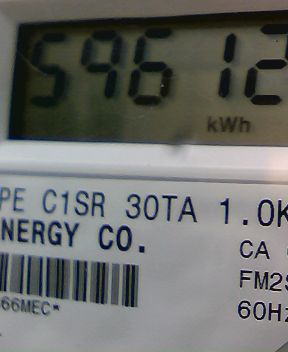 59612
kWh
PE C1SR 30TA 1.0K
NERGY CO.
CA
FM2S
60Hz
66MEC*